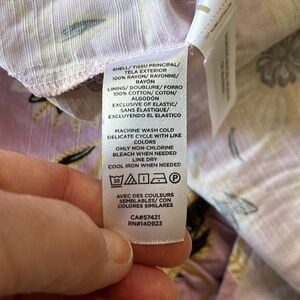 SHELL/ TISSU PRINCIPAL/
TELA EXTERIOR
100% RAYON/ RAYONNE/
RAYÓN
LINING/ DOUBLURE/ FORRO
100% COTTON/ COTON/
ALGODÓN
EXCLUSIVE OF ELASTIC/
SANS ÉLASTIQUE/
EXCLUYENDO EL ELASTICO
MACHINE WASH COLD
DELICATE CYCLE WITH LIKE
COLORS
ONLY NON-CHLORINE
BLEACH WHEN NEEDED
LINE DRY
COOL IRON WHEN NEEDED
30 P
AVEC DES COULEURS
SEMBLABLES/ CON
COLORES SIMILARES
CA#57421
RN#140923